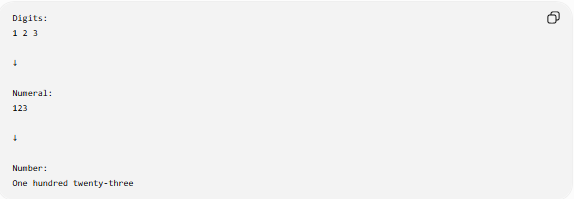 Digits:
1 2 3
↓
Numeral:
123
↓
Number:
One hundred twenty-three